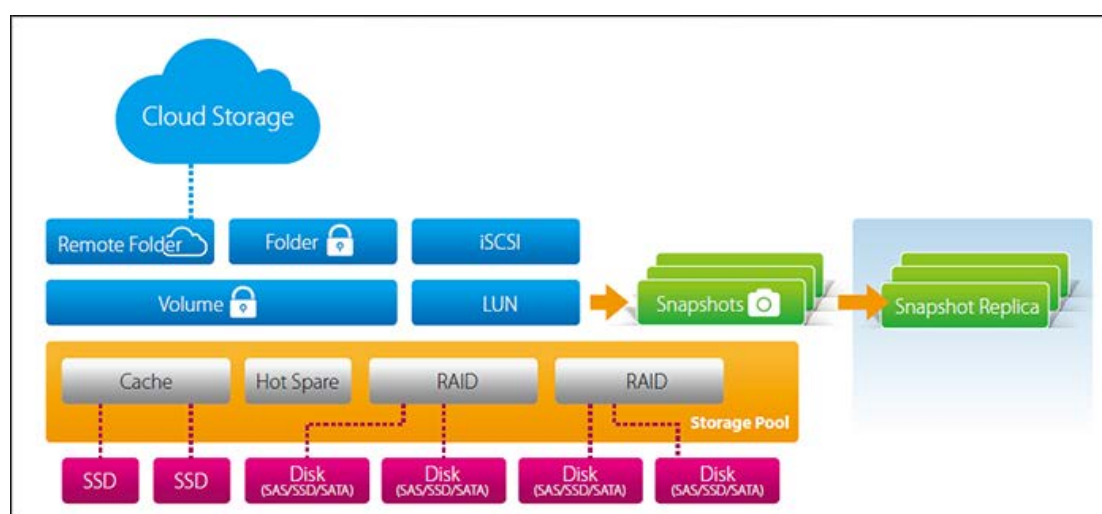 Cloud Storage
Remote Folder
Folder
iSCSI
Volume
LUN
Snapshots
Snapshot Replica
Cache
Hot Spare
RAID
RAID
Storage Pool
SSD
SSD
Disk
(SAS/SSD/SATA)
Disk
(SAS/SSD/SATA)
Disk
(SAS/SSD/SATA)
Disk
(SAS/SSD/SATA)